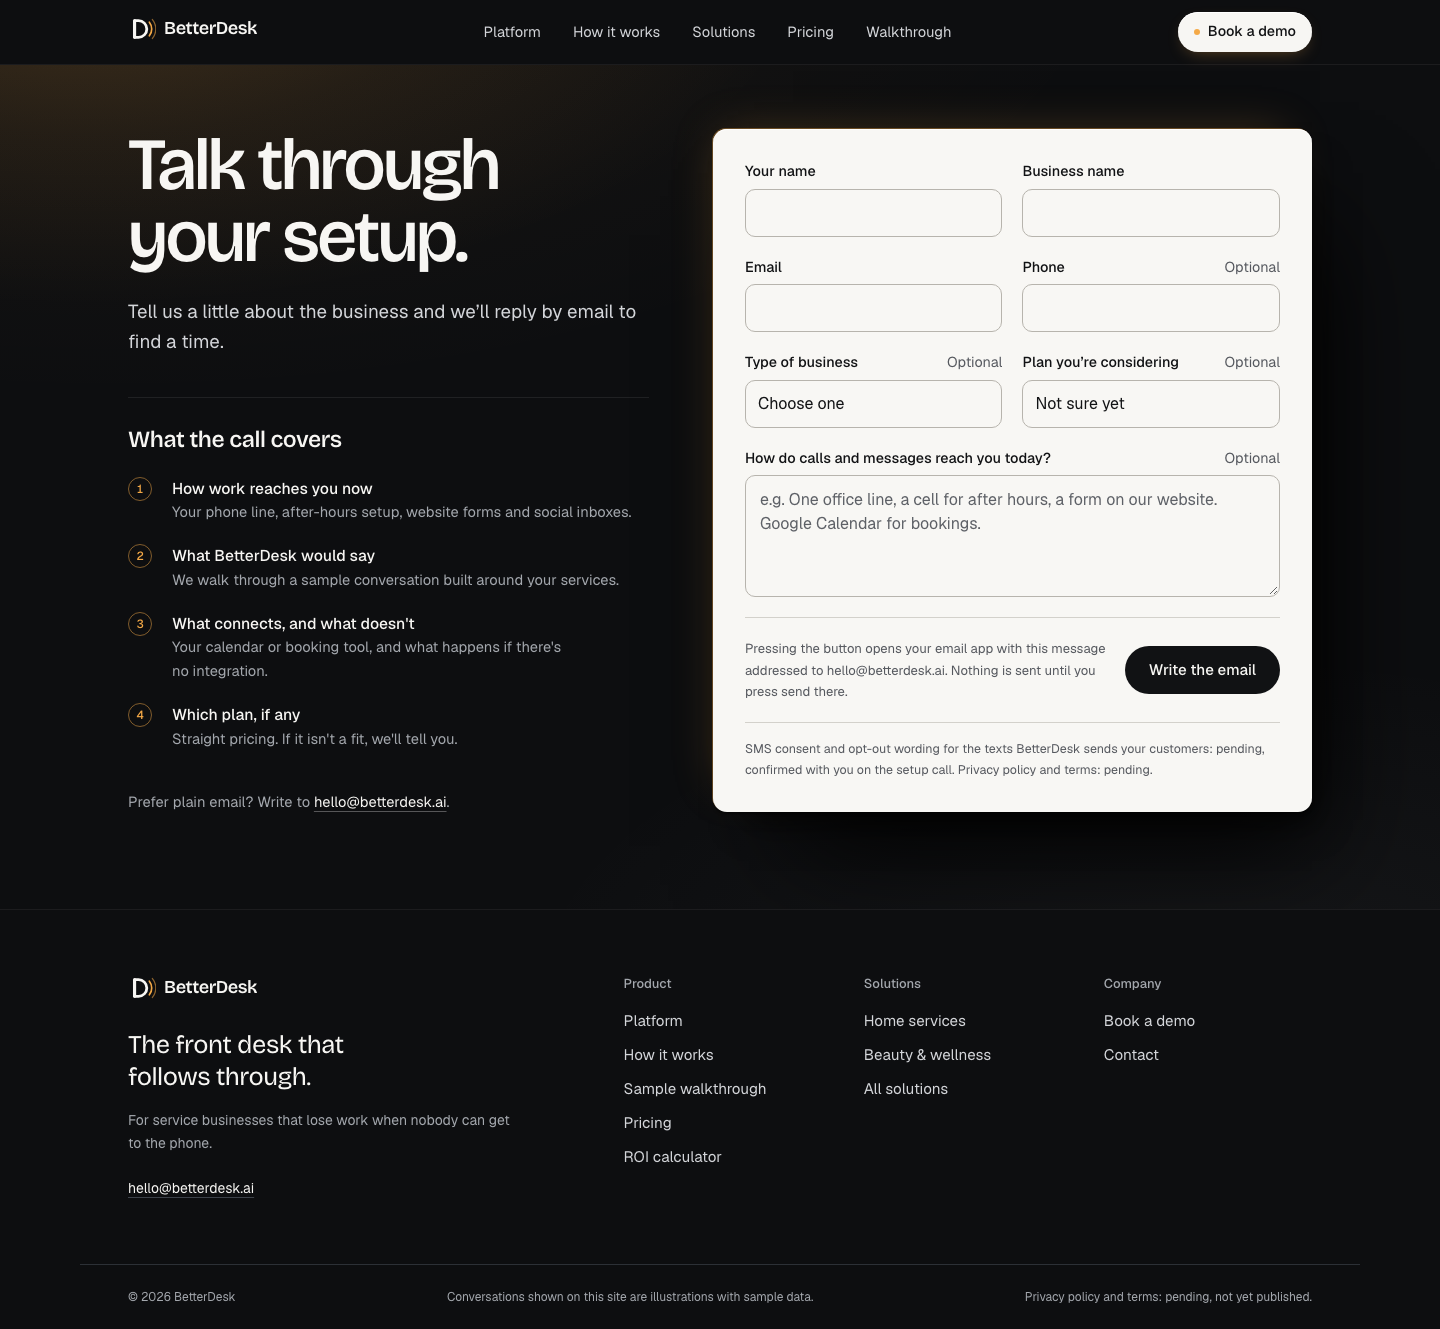 BetterDesk
Platform
How it works
Solutions
Pricing
Walkthrough
Book a demo
Talk through
your setup.
Tell us a little about the business and we’ll reply by email to
find a time.
What the call covers
1
How work reaches you now
Your phone line, after-hours setup, website forms and social inboxes.
2
What BetterDesk would say
We walk through a sample conversation built around your services.
3
What connects, and what doesn't
Your calendar or booking tool, and what happens if there's
no integration.
4
Which plan, if any
Straight pricing. If it isn't a fit, we'll tell you.
Prefer plain email? Write to hello@betterdesk.ai.
Your name
Business name
Email
Phone Optional
Type of business Optional
Choose one
Plan you’re considering Optional
Not sure yet
How do calls and messages reach you today? Optional
e.g. One office line, a cell for after hours, a form on our website.
Google Calendar for bookings.
Pressing the button opens your email app with this message
addressed to hello@betterdesk.ai. Nothing is sent until you
press send there.
Write the email
SMS consent and opt-out wording for the texts BetterDesk sends your customers: pending,
confirmed with you on the setup call. Privacy policy and terms: pending.
BetterDesk
The front desk that
follows through.
For service businesses that lose work when nobody can get
to the phone.
hello@betterdesk.ai
Product
Platform
How it works
Sample walkthrough
Pricing
ROI calculator
Solutions
Home services
Beauty & wellness
All solutions
Company
Book a demo
Contact
© 2026 BetterDesk
Conversations shown on this site are illustrations with sample data.
Privacy policy and terms: pending, not yet published.